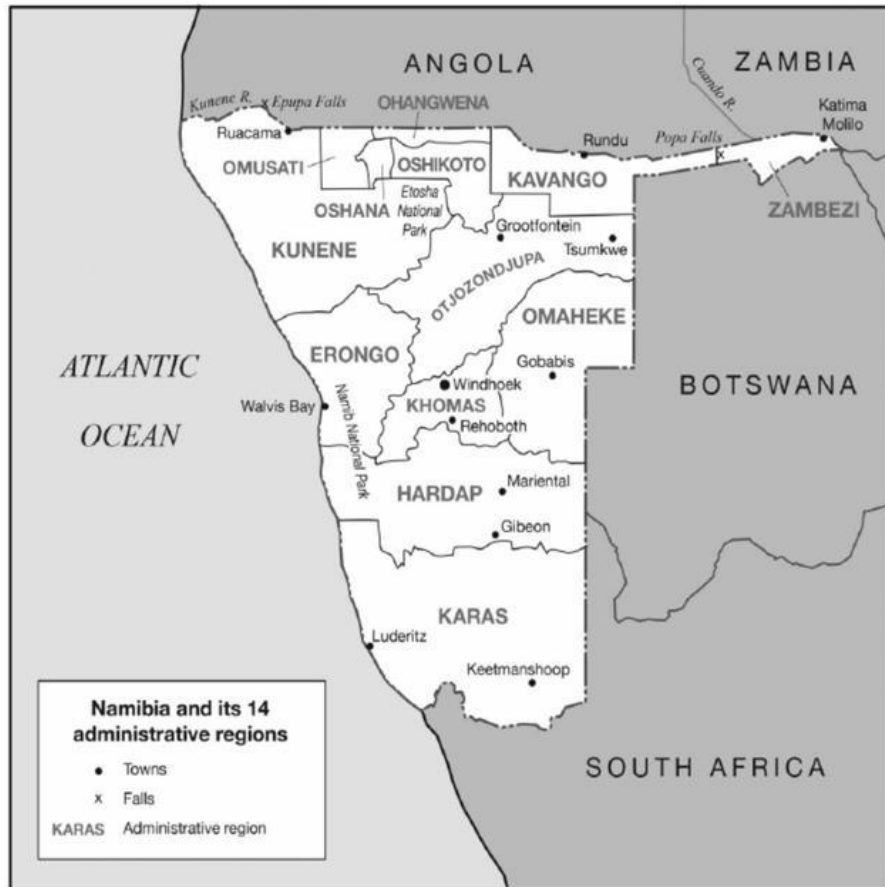 ANGOLA
ZAMBIA
Cuando R.
Kunene R.
Epupa Falls
OHANGWENA
Katima
Molilo
Ruacama
Rundu
Popa Falls
OMUSATI
OSHIKOTO
KAVANGO
OSHANA
Etosha
National
Park
ZAMBEZI
Grootfontein
Tsumkwe
KUNENE
OTJOZONDJUPA
OMAHEKE
ERONGO
Gobabis
ATLANTIC
OCEAN
Windhoek
BOTSWANA
Walvis Bay
KHOMAS
Rehoboth
Namib National Park
HARDAP
Mariental
Gibeon
KARAS
Luderitz
Keetmanshoop
SOUTH AFRICA
Namibia and its 14
administrative regions
Towns
x Falls
KARAS Administrative region